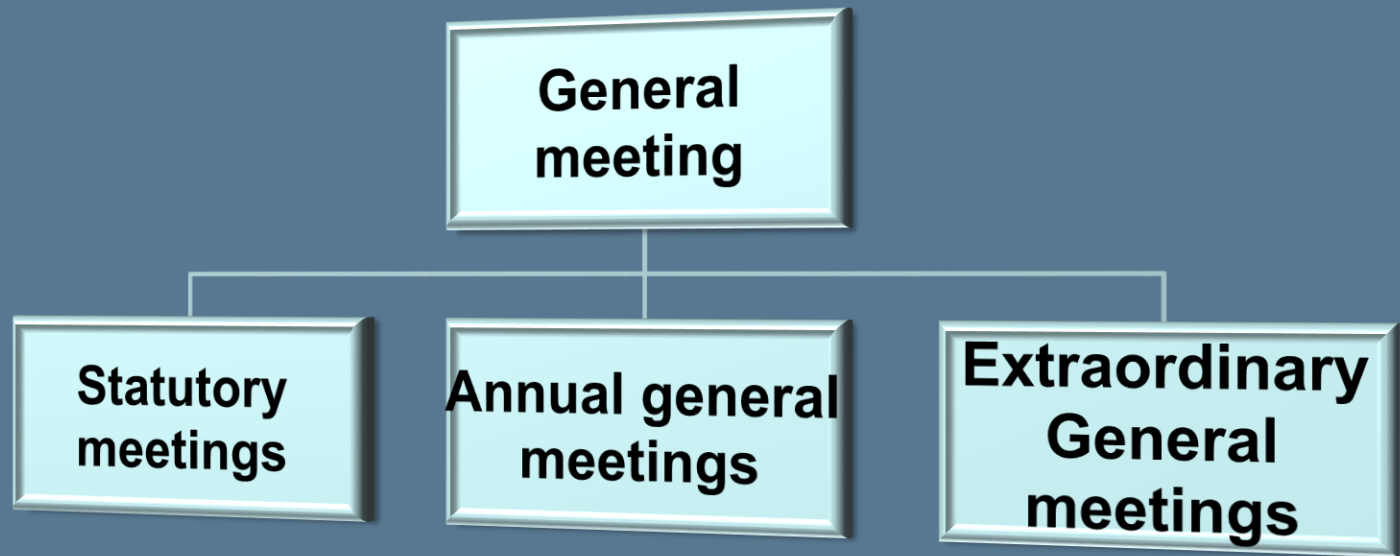 General
meeting
Statutory
meetings
Annual general
meetings
Extraordinary
General
meetings